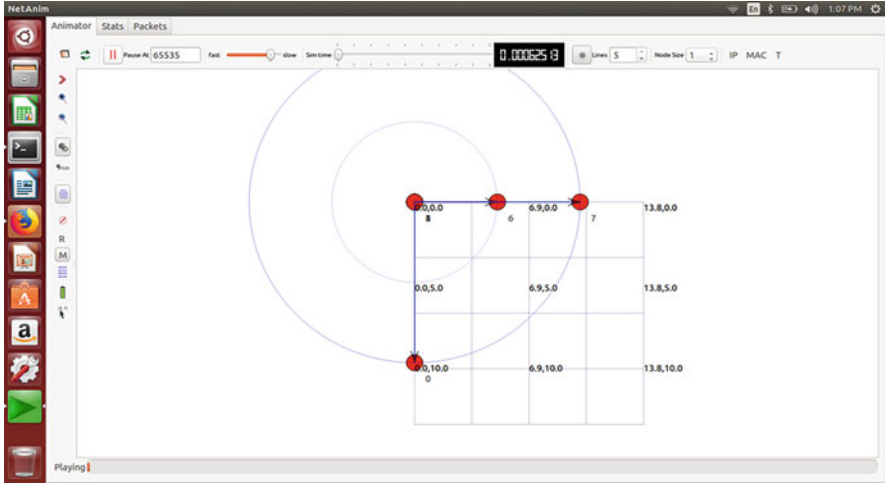 NetAnim
En
1:07 PM
Animator Stats Packets
Pause At 65535 fast slow Sim time 0.000625 Lines 5 Node Size 1 IP MAC T
R
M
0.0,0.0 6.9,0.0 13.8,0.0
6 7
0.0,5.0 6.9,5.0 13.8,5.0
0.0,10.0 6.9,10.0 13.8,10.0
0
Playing